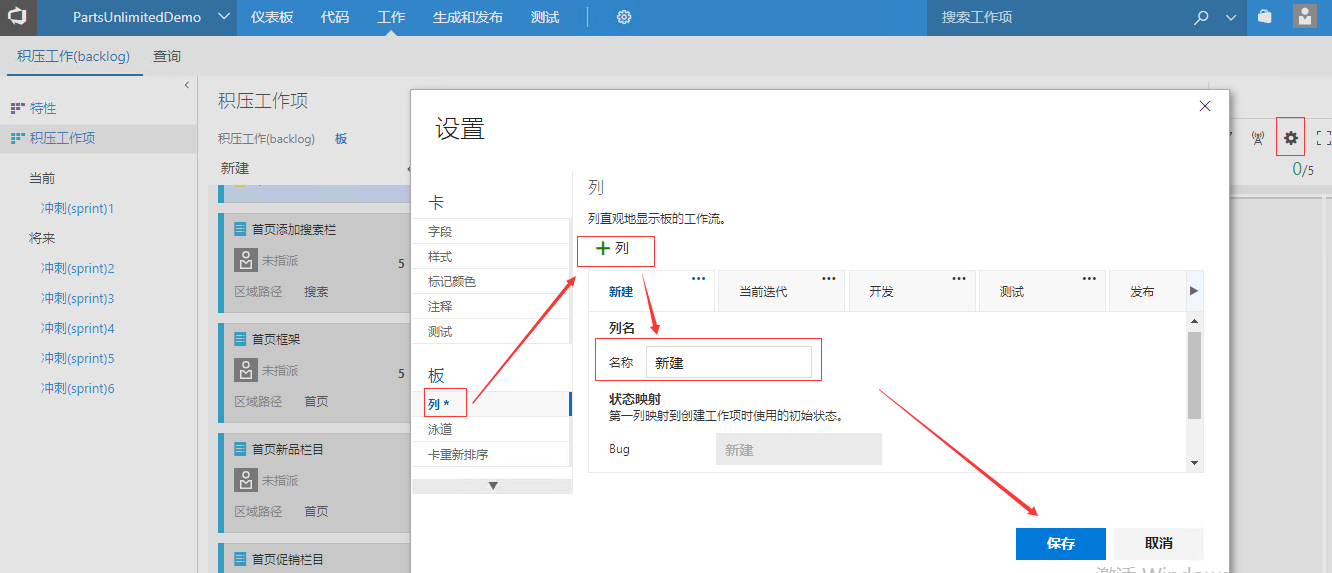 PartsUnlimitedDemo 仪表板 代码 工作 生成和发布 测试 搜索工作项
积压工作(backlog) 查询
特性
积压工作项
当前
冲刺(sprint)1
将来
冲刺(sprint)2
冲刺(sprint)3
冲刺(sprint)4
冲刺(sprint)5
冲刺(sprint)6
积压工作项
积压工作(backlog) 板
新建
0/5
首页添加搜索栏
未指派 5
区域路径 搜索
首页框架
未指派 5
区域路径 首页
首页新品栏目
未指派
区域路径 首页
首页促销栏目
设置
卡
字段
样式
标记颜色
注释
测试
板
列 *
泳道
卡重新排序
列
列直观地显示板的工作流。
列
新建 当前迭代 开发 测试 发布
列名
名称 新建
状态映射
第一列映射到创建工作项时使用的初始状态。
Bug 新建
保存 取消
激活 Windows